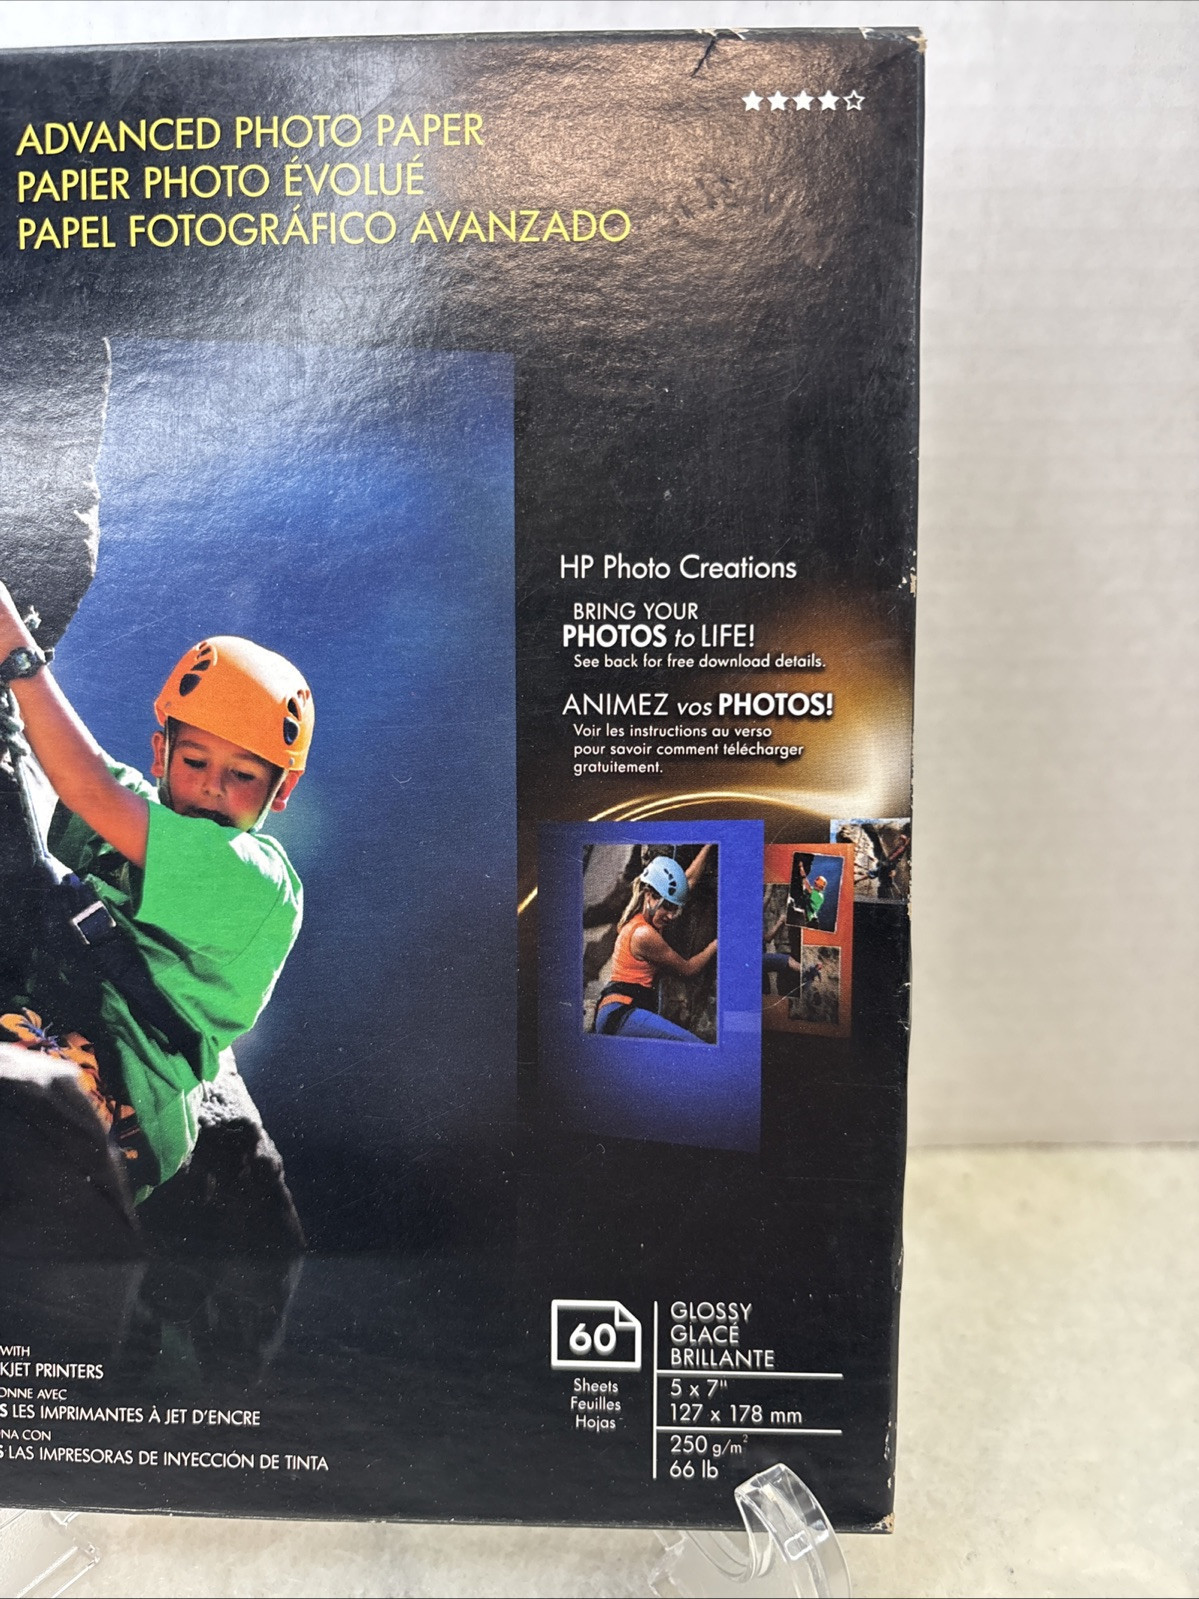 ADVANCED PHOTO PAPER
PAPIER PHOTO ÉVOLUÉ
PAPEL FOTOGRÁFICO AVANZADO
HP Photo Creations
BRING YOUR
PHOTOS to LIFE!
See back for free download details.
ANIMEZ vos PHOTOS!
Voir les instructions au verso
pour savoir comment télécharger
gratuitement.
WITH
KJET PRINTERS
ONNE AVEC
S LES IMPRIMANTES À JET D'ENCRE
NA CON
S LAS IMPRESORAS DE INYECCIÓN DE TINTA
60
Sheets
Feuilles
Hojas
GLOSSY
GLACÉ
BRILLANTE
5 x 7"
127 x 178 mm
250 g/m²
66 lb